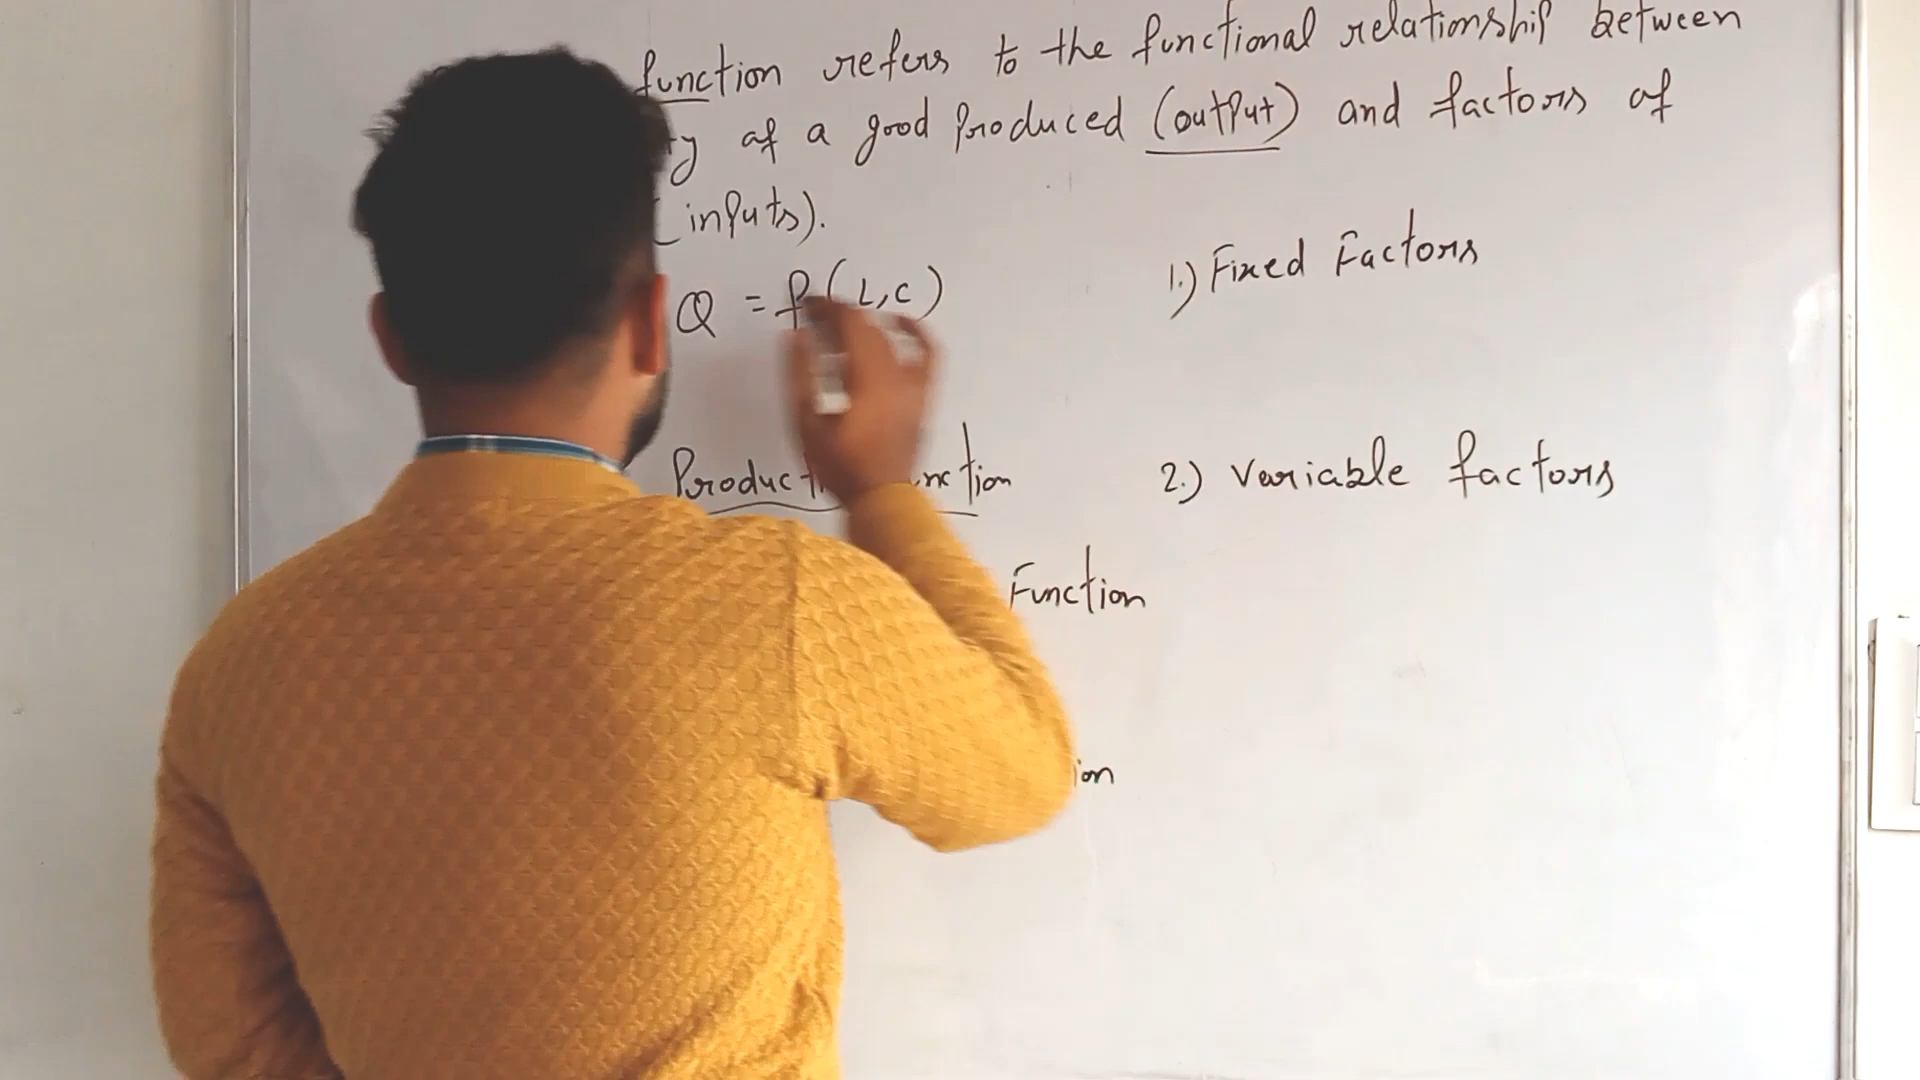 function refers to the functional relationship between
of a good produced (output) and factors of
(inputs).
Q = f(L,C)
1.) Fixed Factors
Production Function
2.) Variable factors
Function